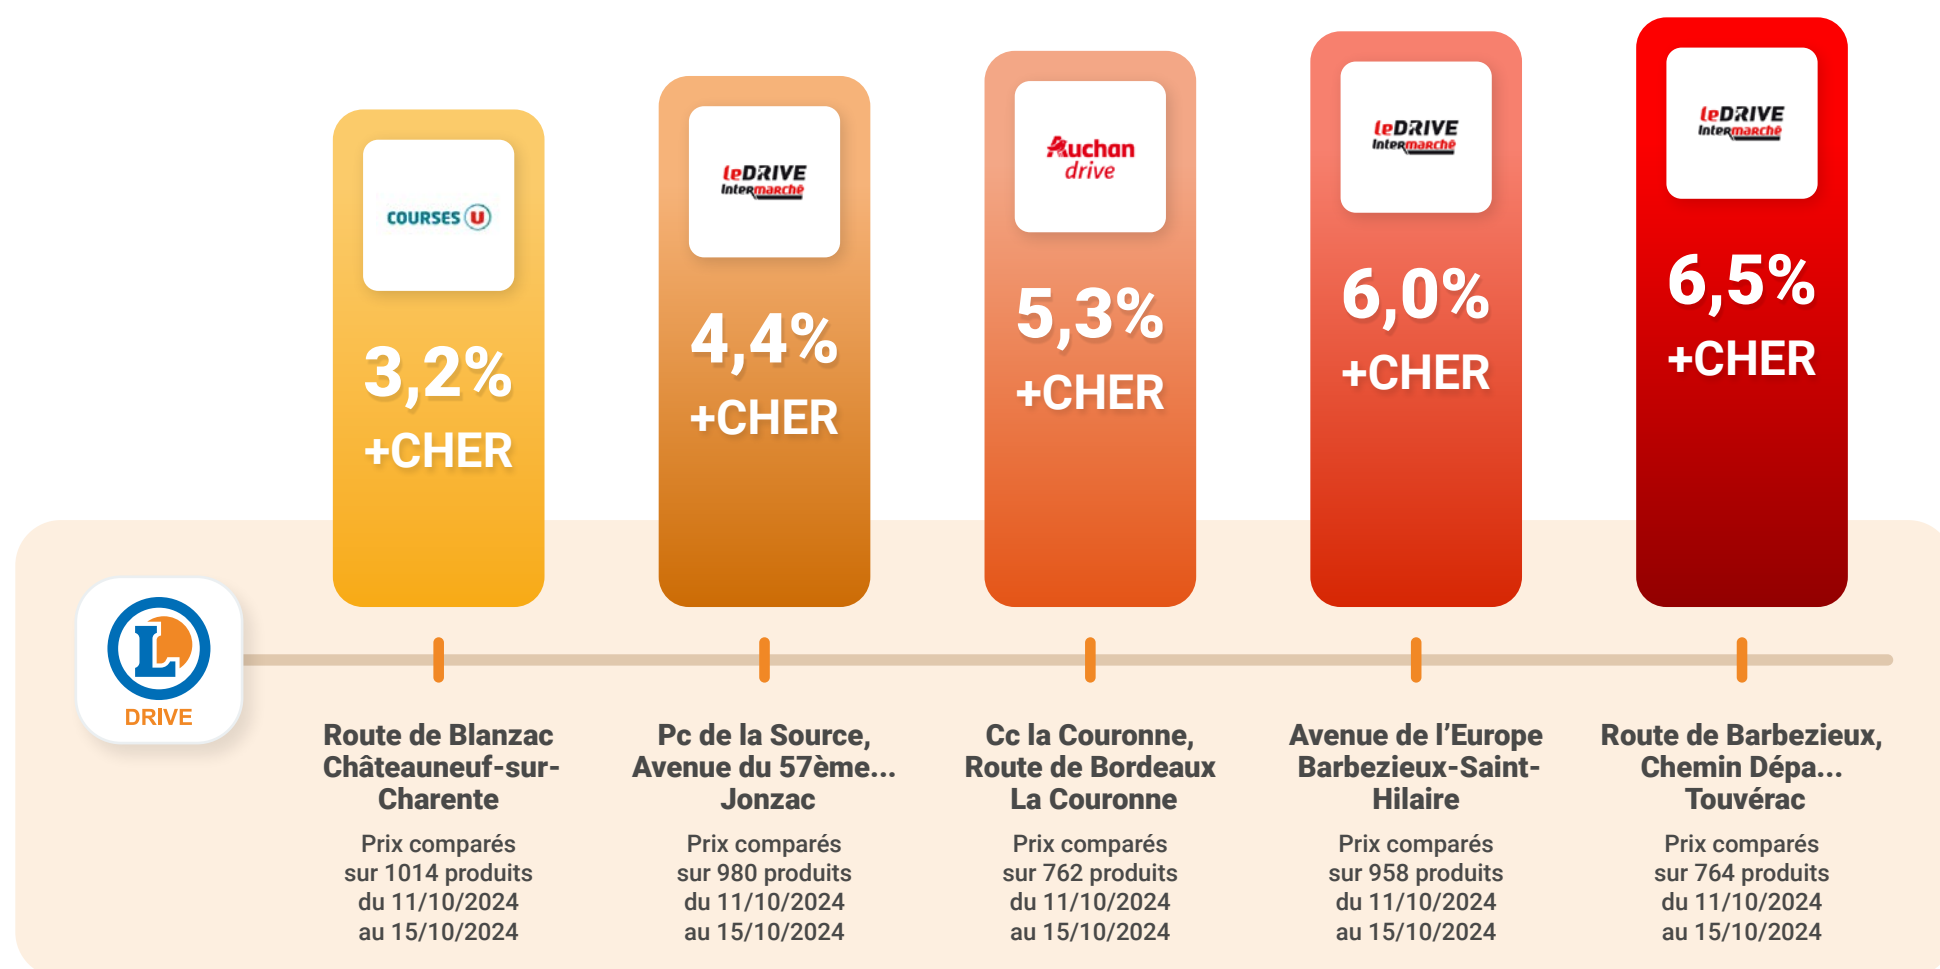 COURSES U
3,2%
+CHER
leDRIVE
Intermarché
4,4%
+CHER
Auchan
drive
5,3%
+CHER
leDRIVE
Intermarché
6,0%
+CHER
leDRIVE
Intermarché
6,5%
+CHER
L
DRIVE
Route de Blanzac
Châteauneuf-sur-
Charente
Prix comparés
sur 1014 produits
du 11/10/2024
au 15/10/2024
Pc de la Source,
Avenue du 57ème...
Jonzac
Prix comparés
sur 980 produits
du 11/10/2024
au 15/10/2024
Cc la Couronne,
Route de Bordeaux
La Couronne
Prix comparés
sur 762 produits
du 11/10/2024
au 15/10/2024
Avenue de l'Europe
Barbezieux-Saint-
Hilaire
Prix comparés
sur 958 produits
du 11/10/2024
au 15/10/2024
Route de Barbezieux,
Chemin Dépa...
Touvérac
Prix comparés
sur 764 produits
du 11/10/2024
au 15/10/2024